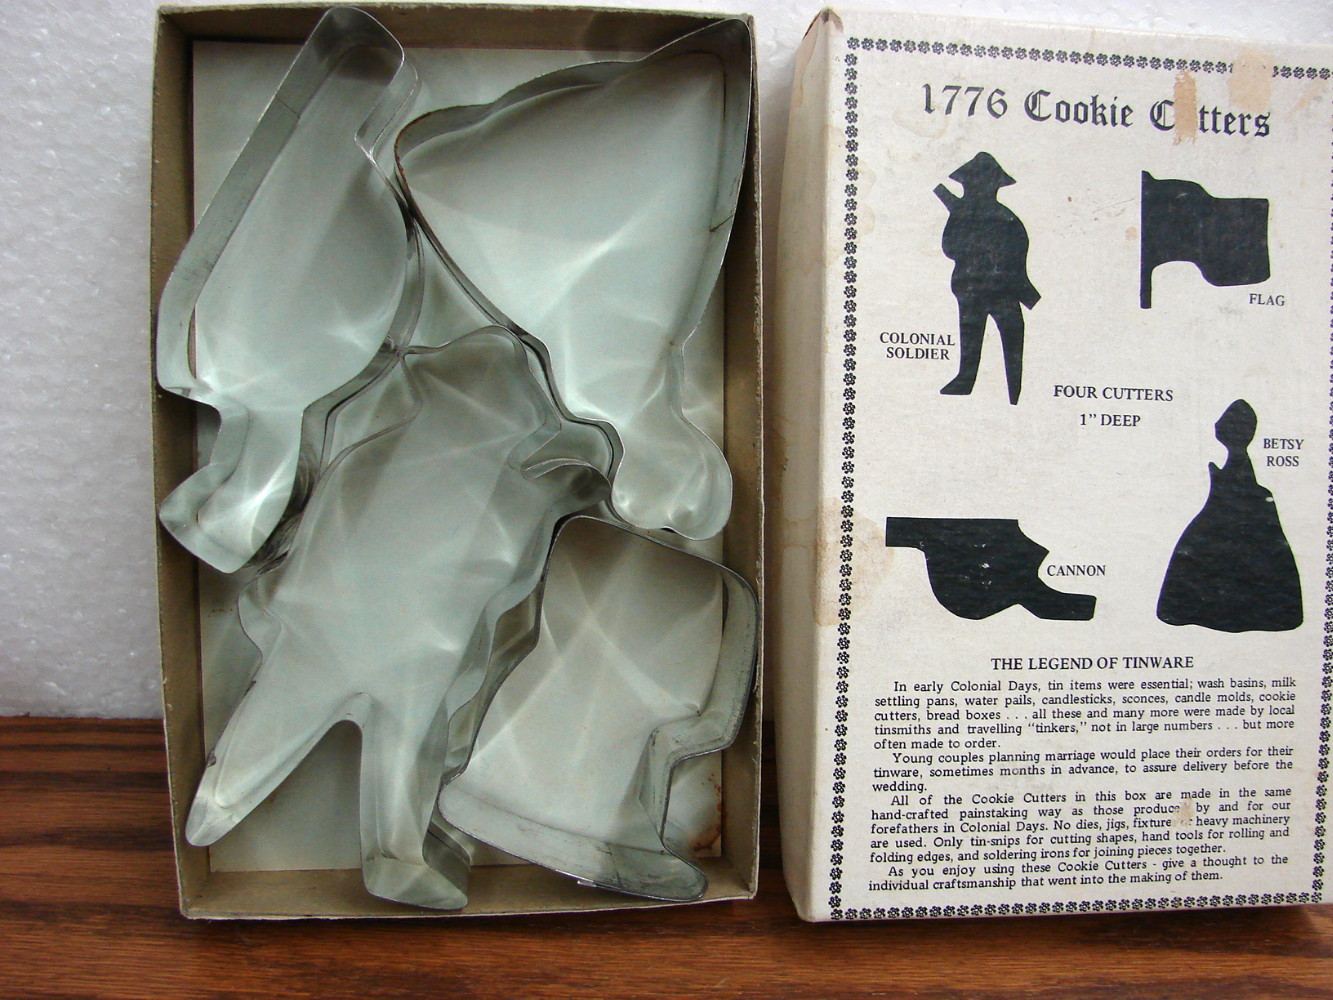 1776 Cookie C tters
COLONIAL
SOLDIER
FLAG
FOUR CUTTERS
1" DEEP
BETSY
ROSS
CANNON
THE LEGEND OF TINWARE
In early Colonial Days, tin items were essential; wash basins, milk
settling pans, water pails, candlesticks, sconces, candle molds, cookie
cutters, bread boxes . . . all these and many more were made by local
tinsmiths and travelling "tinkers," not in large numbers . . . but more
often made to order.
Young couples planning marriage would place their orders for their
tinware, sometimes months in advance, to assure delivery before the
wedding.
All of the Cookie Cutters in this box are made in the same
hand-crafted painstaking way as those produce by and for our
forefathers in Colonial Days. No dies, jigs, fixture heavy machinery
are used. Only tin-snips for cutting shapes, hand tools for rolling and
folding edges, and soldering irons for joining pieces together.
As you enjoy using these Cookie Cutters - give a thought to the
individual craftsmanship that went into the making of them.